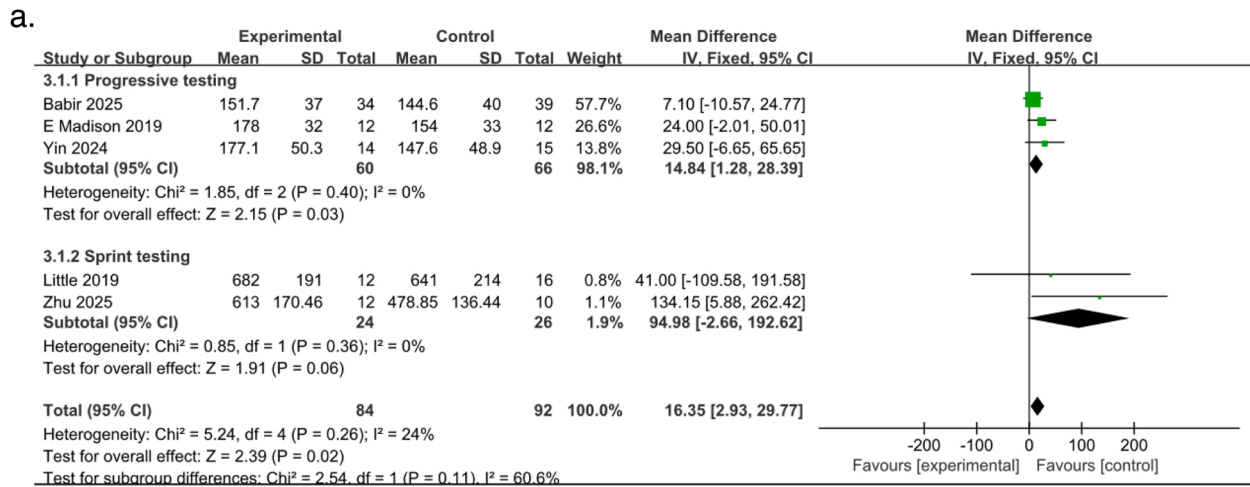 a.
Experimental Control Mean Difference Mean Difference
Study or Subgroup Mean SD Total Mean SD Total Weight IV, Fixed, 95% CI IV, Fixed, 95% CI
3.1.1 Progressive testing
Babir 2025 151.7 37 34 144.6 40 39 57.7% 7.10 [-10.57, 24.77]
E Madison 2019 178 32 12 154 33 12 26.6% 24.00 [-2.01, 50.01]
Yin 2024 177.1 50.3 14 147.6 48.9 15 13.8% 29.50 [-6.65, 65.65]
Subtotal (95% CI) 60 66 98.1% 14.84 [1.28, 28.39]
Heterogeneity: Chi² = 1.85, df = 2 (P = 0.40); I² = 0%
Test for overall effect: Z = 2.15 (P = 0.03)
3.1.2 Sprint testing
Little 2019 682 191 12 641 214 16 0.8% 41.00 [-109.58, 191.58]
Zhu 2025 613 170.46 12 478.85 136.44 10 1.1% 134.15 [5.88, 262.42]
Subtotal (95% CI) 24 26 1.9% 94.98 [-2.66, 192.62]
Heterogeneity: Chi² = 0.85, df = 1 (P = 0.36); I² = 0%
Test for overall effect: Z = 1.91 (P = 0.06)
Total (95% CI) 84 92 100.0% 16.35 [2.93, 29.77]
Heterogeneity: Chi² = 5.24, df = 4 (P = 0.26); I² = 24%
Test for overall effect: Z = 2.39 (P = 0.02)
Test for subgroup differences: Chi² = 2.54, df = 1 (P = 0.11), I² = 60.6%
-200 -100 0 100 200
Favours [experimental] Favours [control]